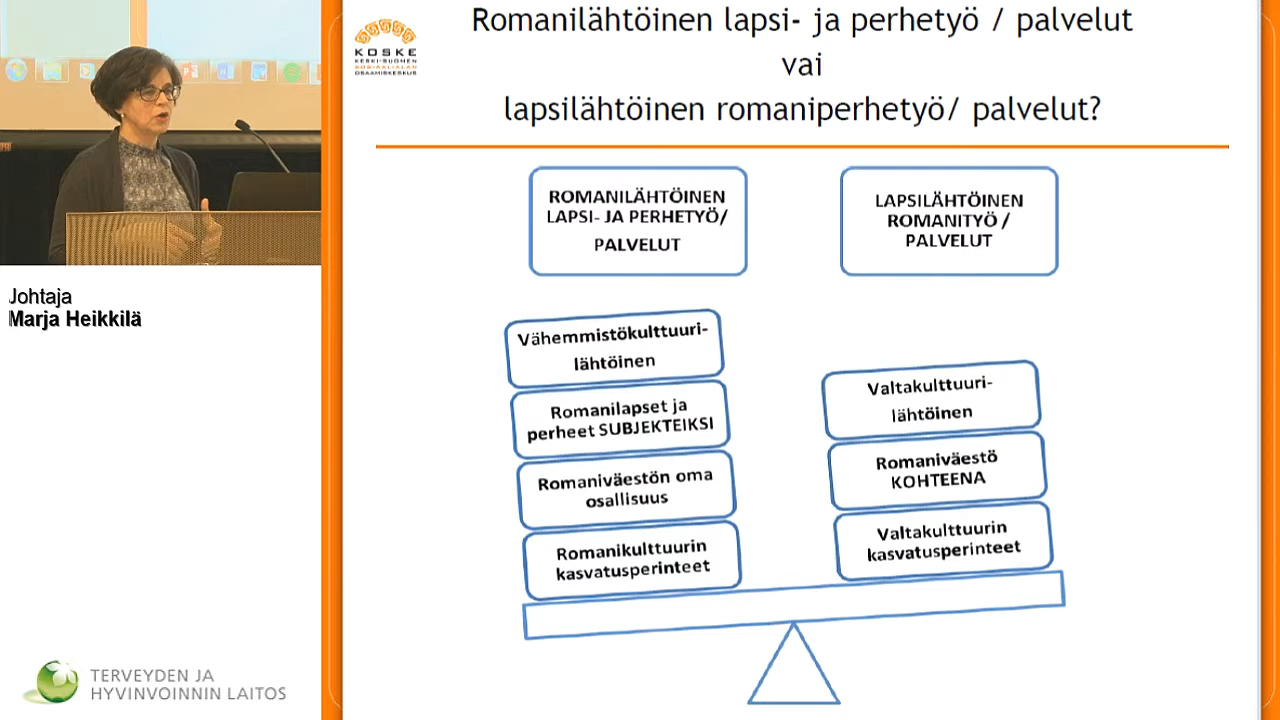 Romanilähtöinen lapsi- ja perhetyö / palvelut
vai
lapsilähtöinen romaniperhetyö/ palvelut?
KOSKE
KESKI-SUOMEN
SOSIAALIALAN
OSAAMISKESKUS
ROMANILÄHTÖINEN
LAPSI- JA PERHETYÖ/
PALVELUT
LAPSILÄHTÖINEN
ROMANITYÖ /
PALVELUT
Vähemmistökulttuuri-
lähtöinen
Romanilapset ja
perheet SUBJEKTEIKSI
Romaniväestön oma
osallisuus
Romanikulttuurin
kasvatusperinteet
Valtakulttuuri-
lähtöinen
Romaniväestö
KOHTEENA
Valtakulttuurin
kasvatusperinteet
Johtaja
Marja Heikkilä
TERVEYDEN JA
HYVINVOINNIN LAITOS